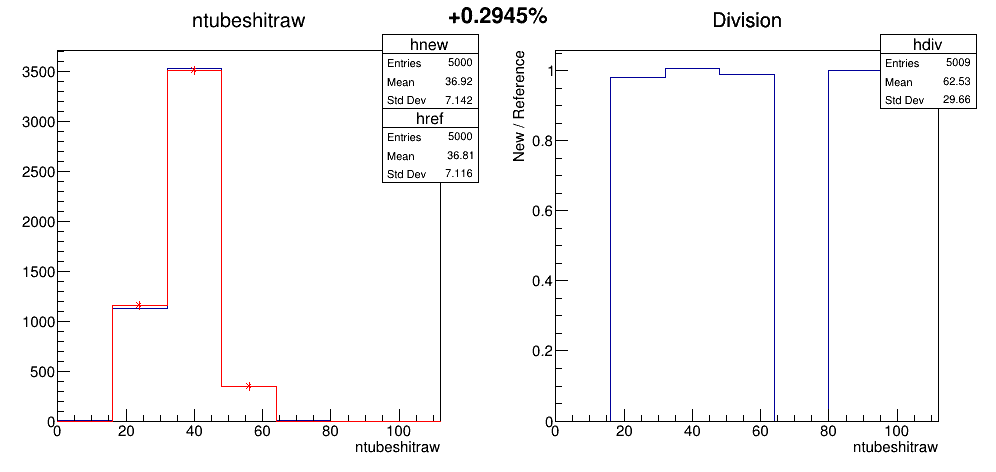 +0.2945%
ntubeshitraw
hnew
Entries 5000
Mean 36.92
Std Dev 7.142
href
Entries 5000
Mean 36.81
Std Dev 7.116
3500
3000
2500
2000
1500
1000
500
0
0 20 40 60 80 100
ntubeshitraw
Division
hdiv
Entries 5009
Mean 62.53
Std Dev 29.66
New / Reference
1
0.8
0.6
0.4
0.2
0
0 20 40 60 80 100
ntubeshitraw